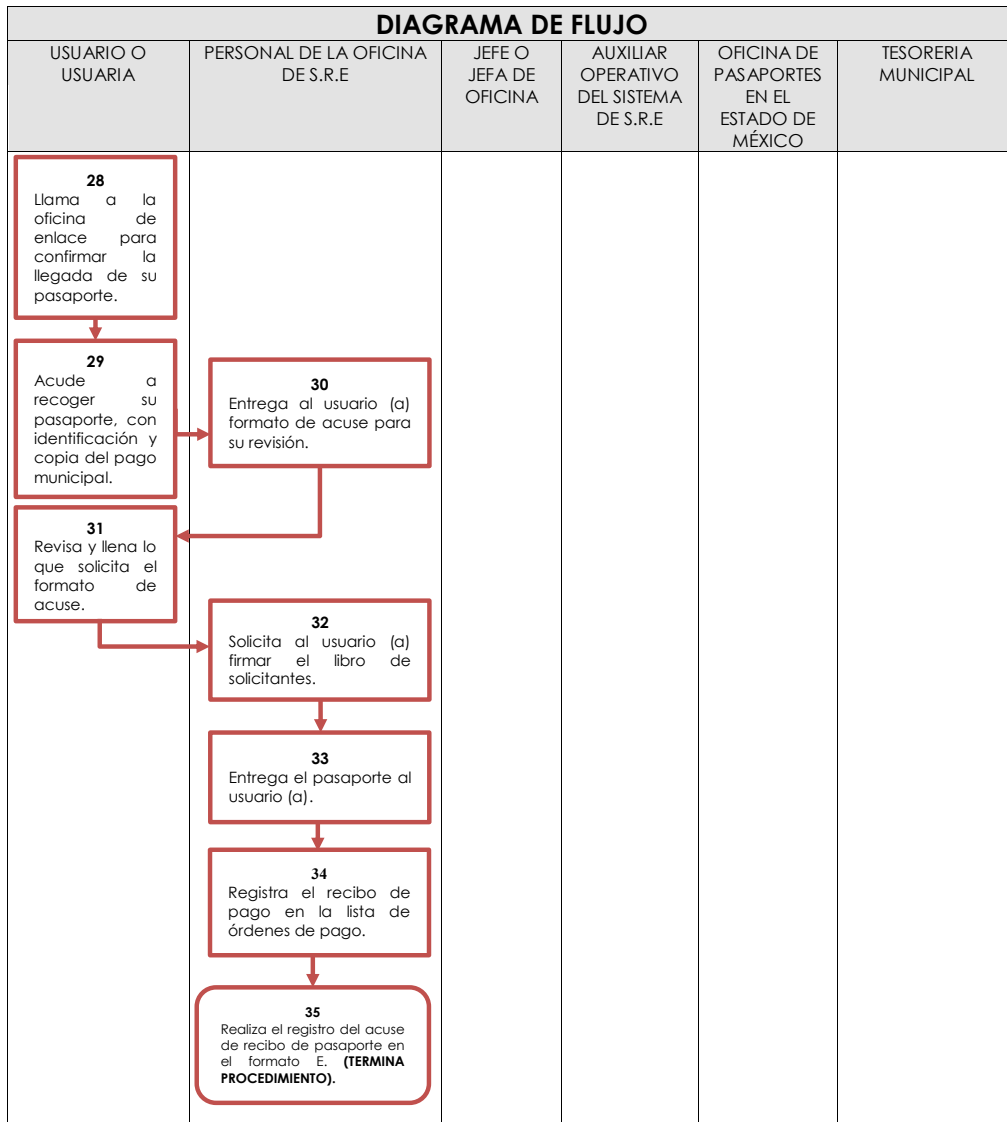 DIAGRAMA DE FLUJO
USUARIO O
USUARIA
PERSONAL DE LA OFICINA
DE S.R.E
JEFE O
JEFA DE
OFICINA
AUXILIAR
OPERATIVO
DEL SISTEMA
DE S.R.E
OFICINA DE
PASAPORTES
EN EL
ESTADO DE
MÉXICO
TESORERIA
MUNICIPAL
28
Llama a la
oficina de
enlace para
confirmar la
llegada de su
pasaporte.
29
Acude a
recoger su
pasaporte, con
identificación y
copia del pago
municipal.
30
Entrega al usuario (a)
formato de acuse para
su revisión.
31
Revisa y llena lo
que solicita el
formato de
acuse.
32
Solicita al usuario (a)
firmar el libro de
solicitantes.
33
Entrega el pasaporte al
usuario (a).
34
Registra el recibo de
pago en la lista de
órdenes de pago.
35
Realiza el registro del acuse
de recibo de pasaporte en
el formato E. (TERMINA
PROCEDIMIENTO).